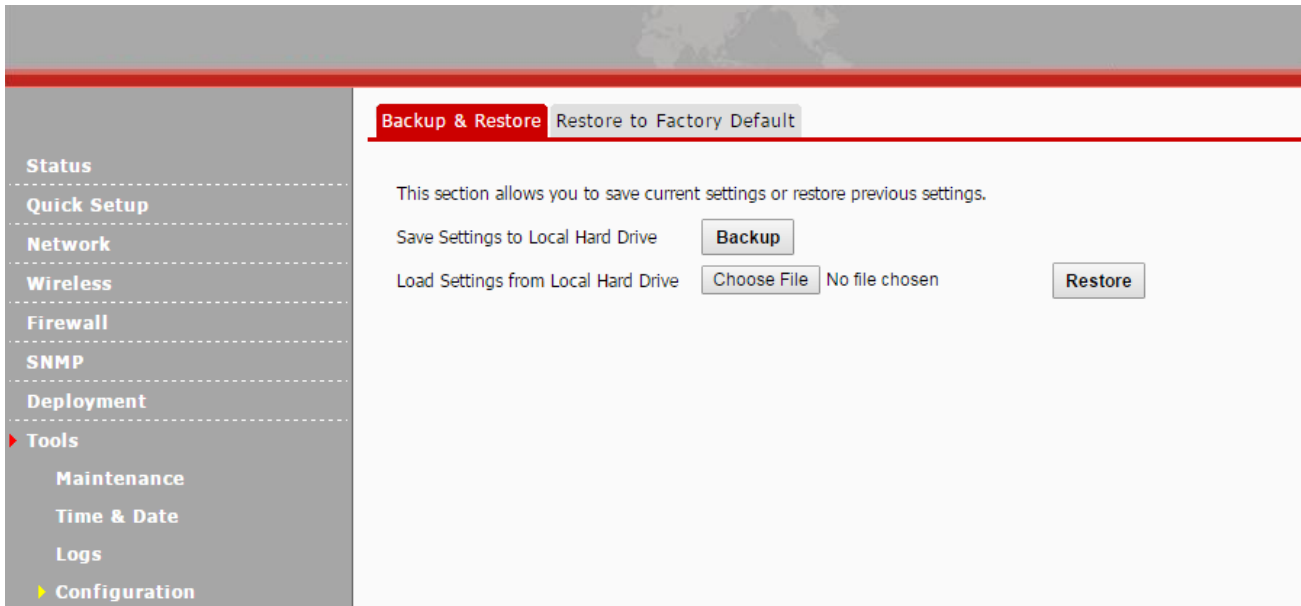 Backup & Restore Restore to Factory Default
Status
Quick Setup
Network
Wireless
Firewall
SNMP
Deployment
Tools
Maintenance
Time & Date
Logs
Configuration
This section allows you to save current settings or restore previous settings.
Save Settings to Local Hard Drive Backup
Load Settings from Local Hard Drive Choose File No file chosen Restore